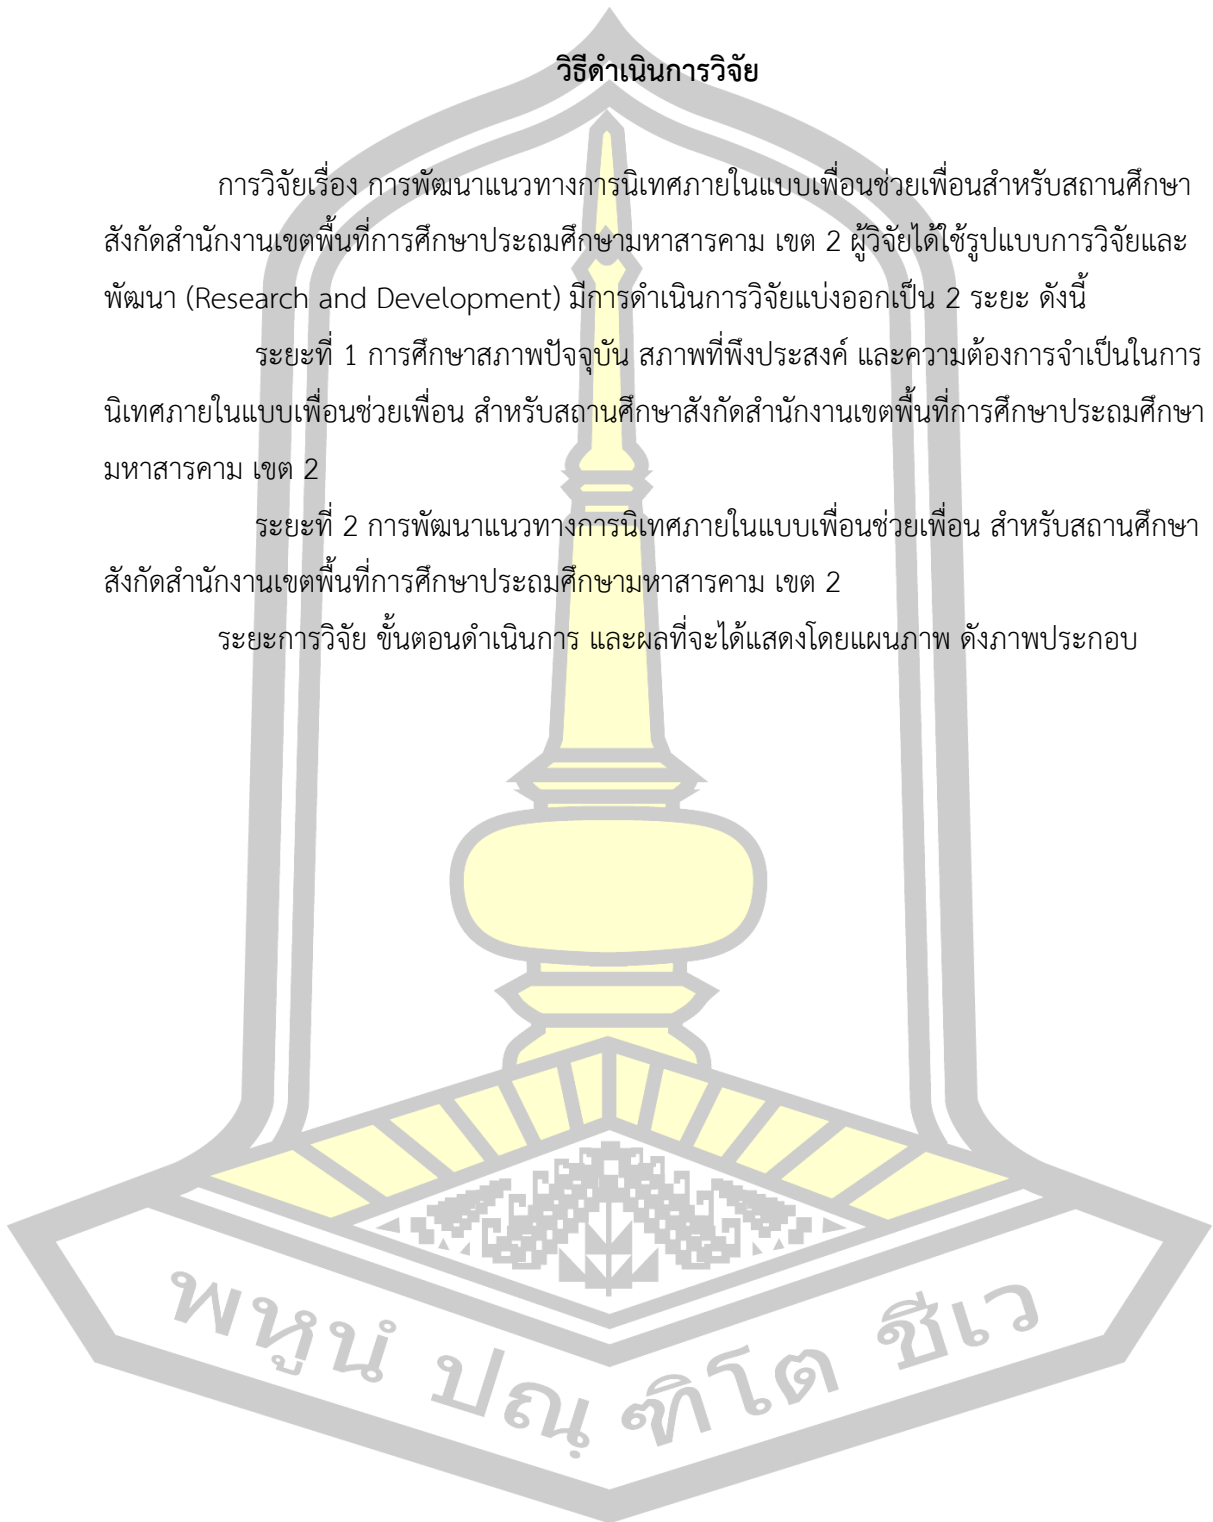 วิธีดำเนินการวิจัย
การวิจัยเรื่อง การพัฒนาแนวทางการนิเทศภายในแบบเพื่อนช่วยเพื่อนสำหรับสถานศึกษา
สังกัดสำนักงานเขตพื้นที่การศึกษาประถมศึกษามหาสารคาม เขต 2 ผู้วิจัยได้ใช้รูปแบบการวิจัยและ
พัฒนา (Research and Development) มีการดำเนินการวิจัยแบ่งออกเป็น 2 ระยะ ดังนี้
ระยะที่ 1 การศึกษาสภาพปัจจุบัน สภาพที่พึงประสงค์ และความต้องการจำเป็นในการ
นิเทศภายในแบบเพื่อนช่วยเพื่อน สำหรับสถานศึกษาสังกัดสำนักงานเขตพื้นที่การศึกษาประถมศึกษา
มหาสารคาม เขต 2
ระยะที่ 2 การพัฒนาแนวทางการนิเทศภายในแบบเพื่อนช่วยเพื่อน สำหรับสถานศึกษา
สังกัดสำนักงานเขตพื้นที่การศึกษาประถมศึกษามหาสารคาม เขต 2
ระยะการวิจัย ขั้นตอนดำเนินการ และผลที่จะได้แสดงโดยแผนภาพ ดังภาพประกอบ
พหูนํ ปณฺ ฑิโต ชีเว